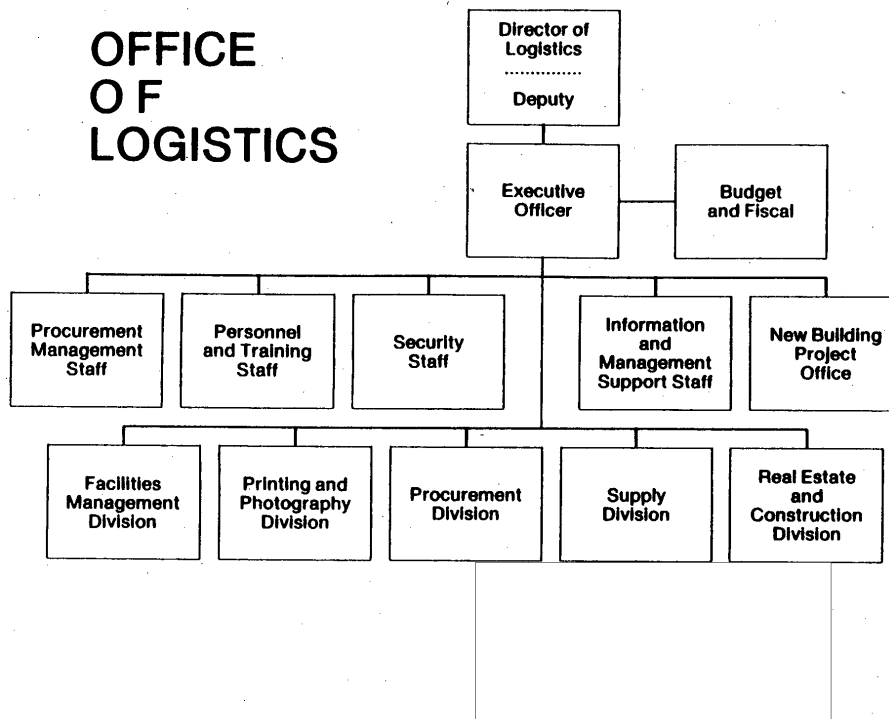 OFFICE
OF
LOGISTICS
Director of
Logistics
...............
Deputy
Executive
Officer
Budget
and Fiscal
Procurement
Management
Staff
Personnel
and Training
Staff
Security
Staff
Information
and
Management
Support Staff
New Building
Project
Office
Facilities
Management
Division
Printing and
Photography
Division
Procurement
Division
Supply
Division
Real Estate
and
Construction
Division